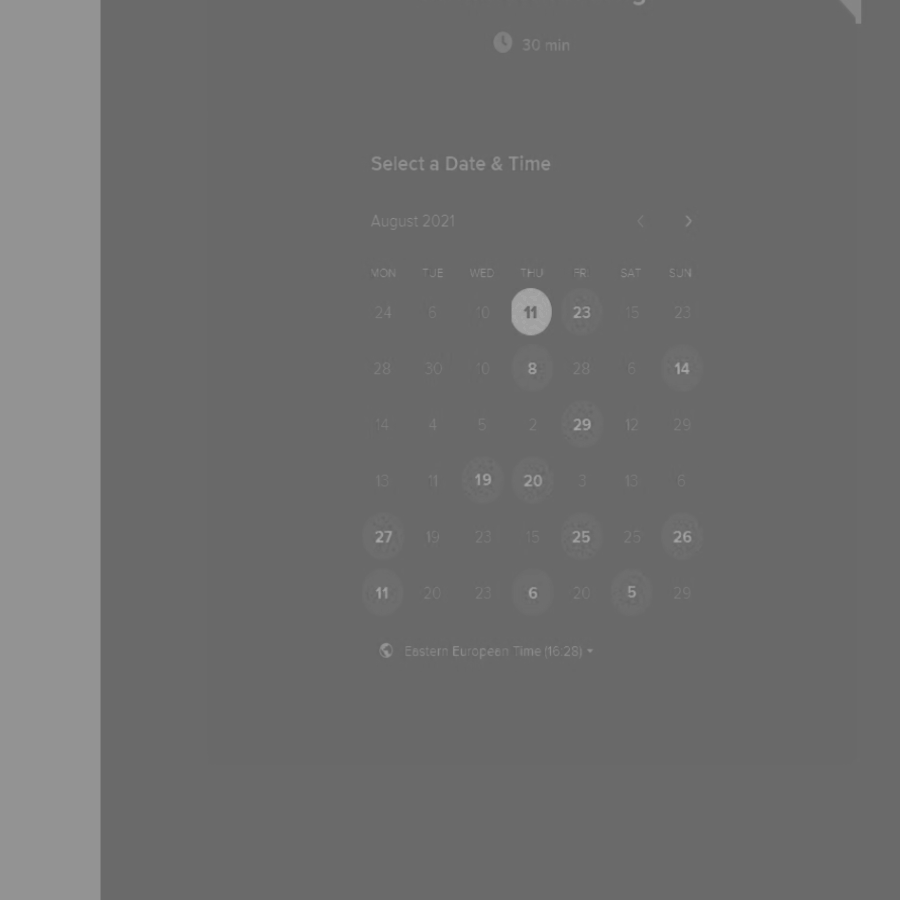 30 min
Select a Date & Time
August 2021
MON TUE WED THU FRI SAT SUN
24 6 10 11 23 15 23
28 30 10 8 28 6 14
14 4 5 2 29 12 29
13 11 19 20 3 13 6
27 19 23 15 25 25 26
11 20 23 6 20 5 29
Eastern European Time (16:28)